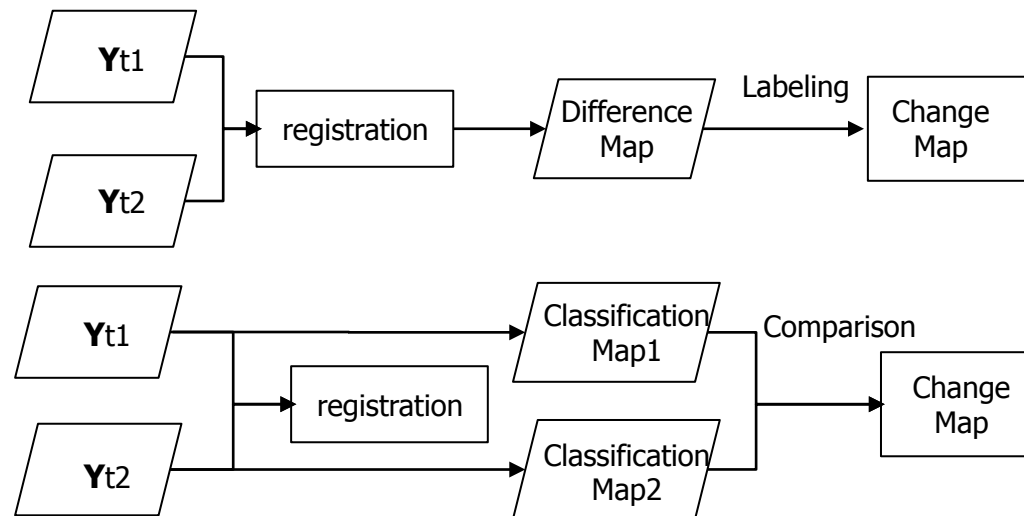 Yt1
registration
Difference
Map
Labeling
Change
Map
Yt2
Yt1
registration
Classification
Map1
Comparison
Change
Map
Yt2
Classification
Map2